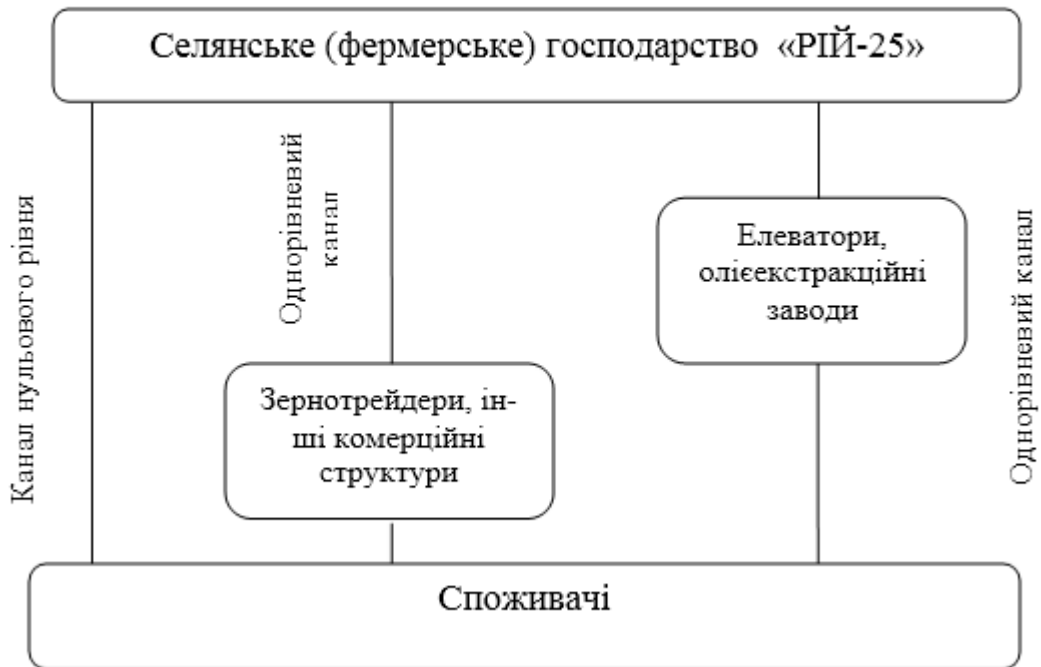 Селянське (фермерське) господарство «РІЙ-25»
Канал нульового рівня
Однорівневий
канал
Зернотрейдери, ін-
ші комерційні
структури
Елеватори,
олієекстракційні
заводи
Однорівневий канал
Споживачі